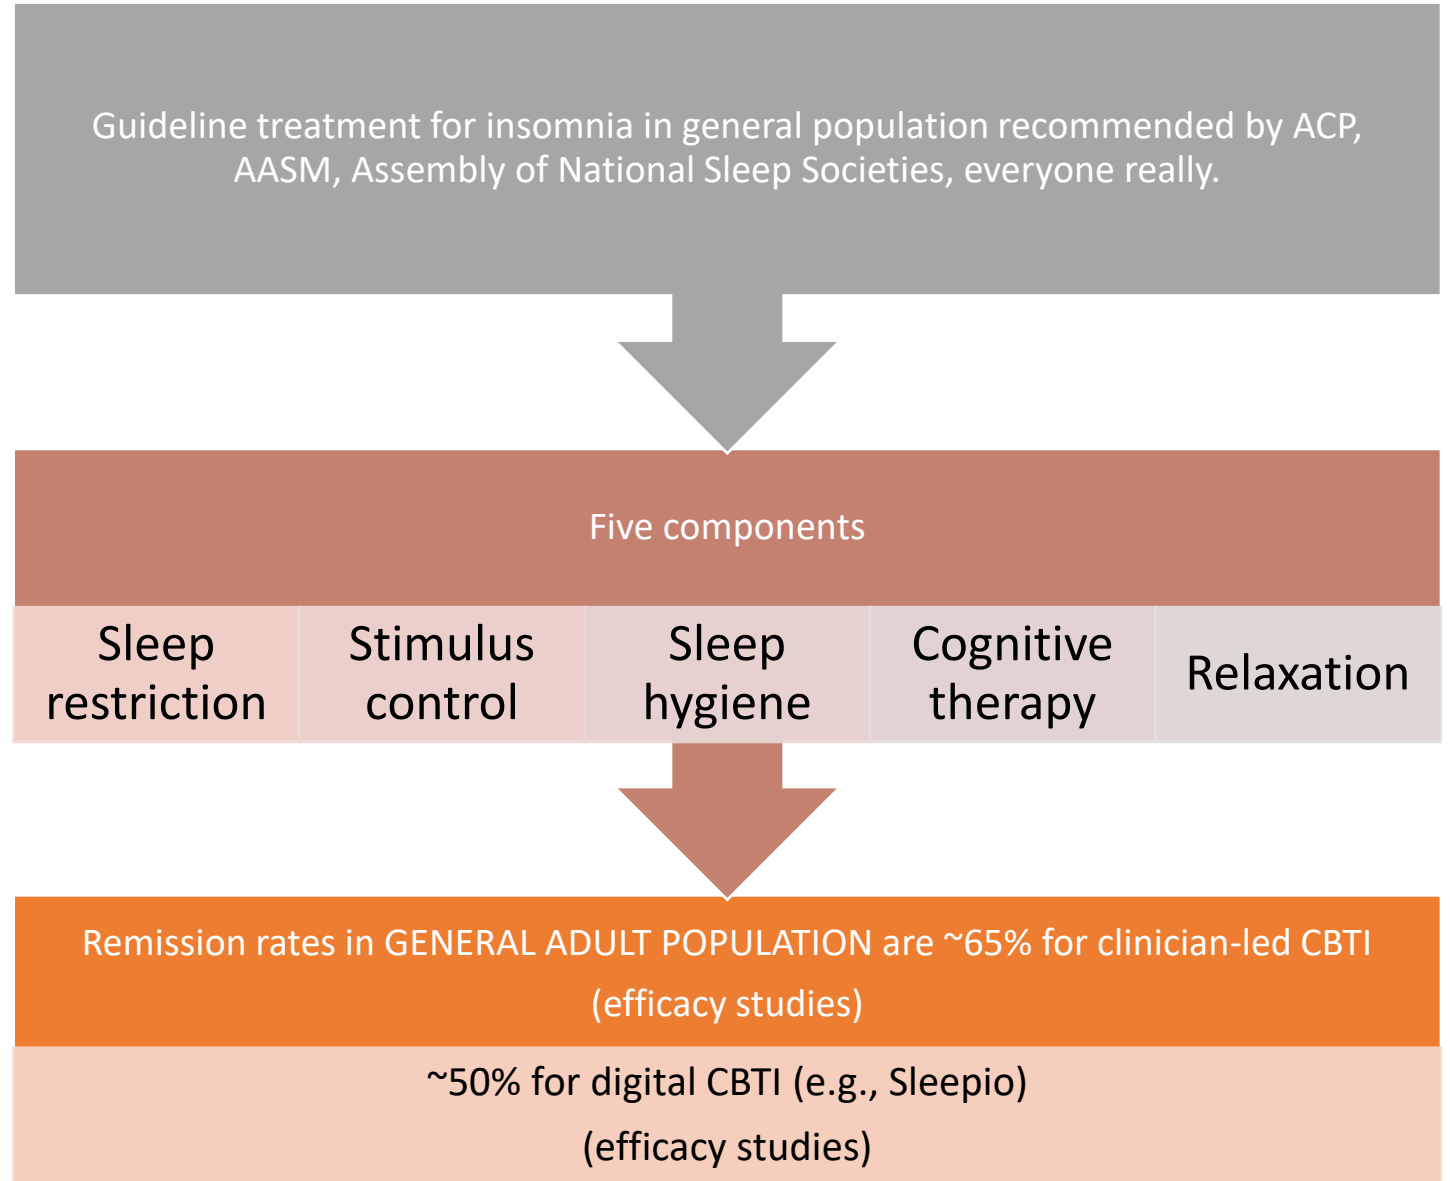 Guideline treatment for insomnia in general population recommended by ACP,
AASM, Assembly of National Sleep Societies, everyone really.
Five components
Sleep
restriction
Stimulus
control
Sleep
hygiene
Cognitive
therapy
Relaxation
Remission rates in GENERAL ADULT POPULATION are ~65% for clinician-led CBTI
(efficacy studies)
~50% for digital CBTI (e.g., Sleepio)
(efficacy studies)